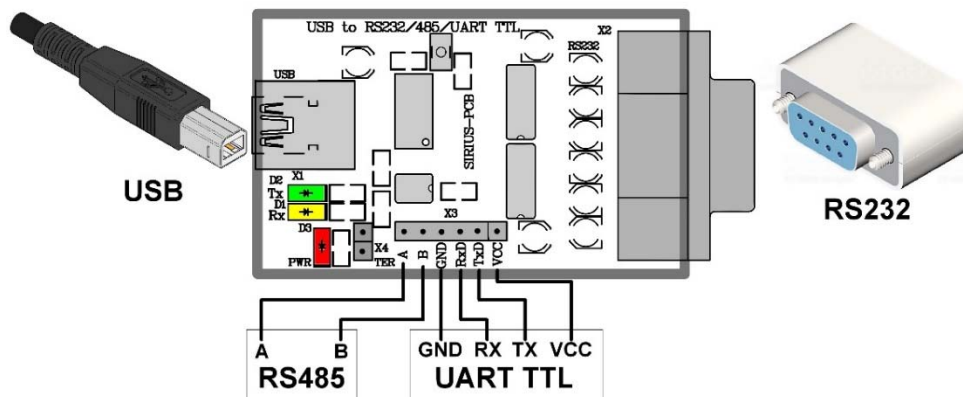 USB to RS232/485/UART TTL
X2
RS232
USB
SIRIUS-PCB
USB
X1
D2
Tx
D1
Rx
D3
PWR
X4
TER
X3
A
B
GND
RxD
TxD
VCC
RS232
A B
RS485
GND RX TX VCC
UART TTL